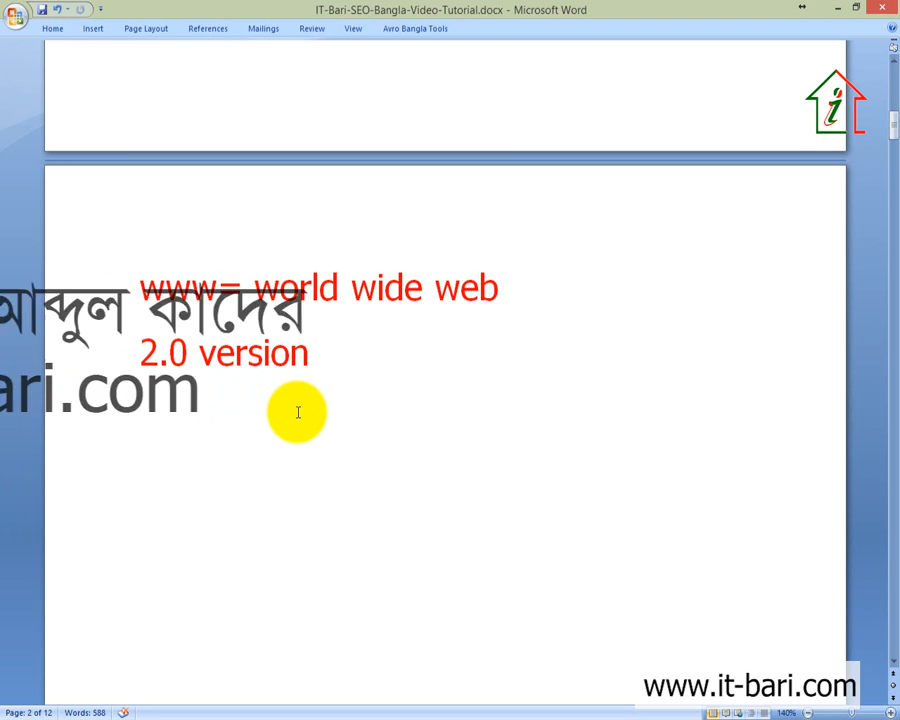 IT-Bari-SEO-Bangla-Video-Tutorial.docx - Microsoft Word
Home Insert Page Layout References Mailings Review View Avro Bangla Tools
i
www= world wide web
আব্দুল কাদের
2.0 version
ari.com
www.it-bari.com
Page: 2 of 12 Words: 588 140%